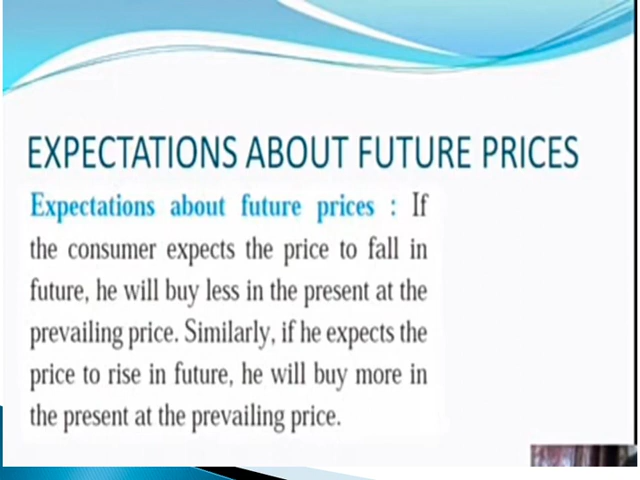 EXPECTATIONS ABOUT FUTURE PRICES
Expectations about future prices : If
the consumer expects the price to fall in
future, he will buy less in the present at the
prevailing price. Similarly, if he expects the
price to rise in future, he will buy more in
the present at the prevailing price.